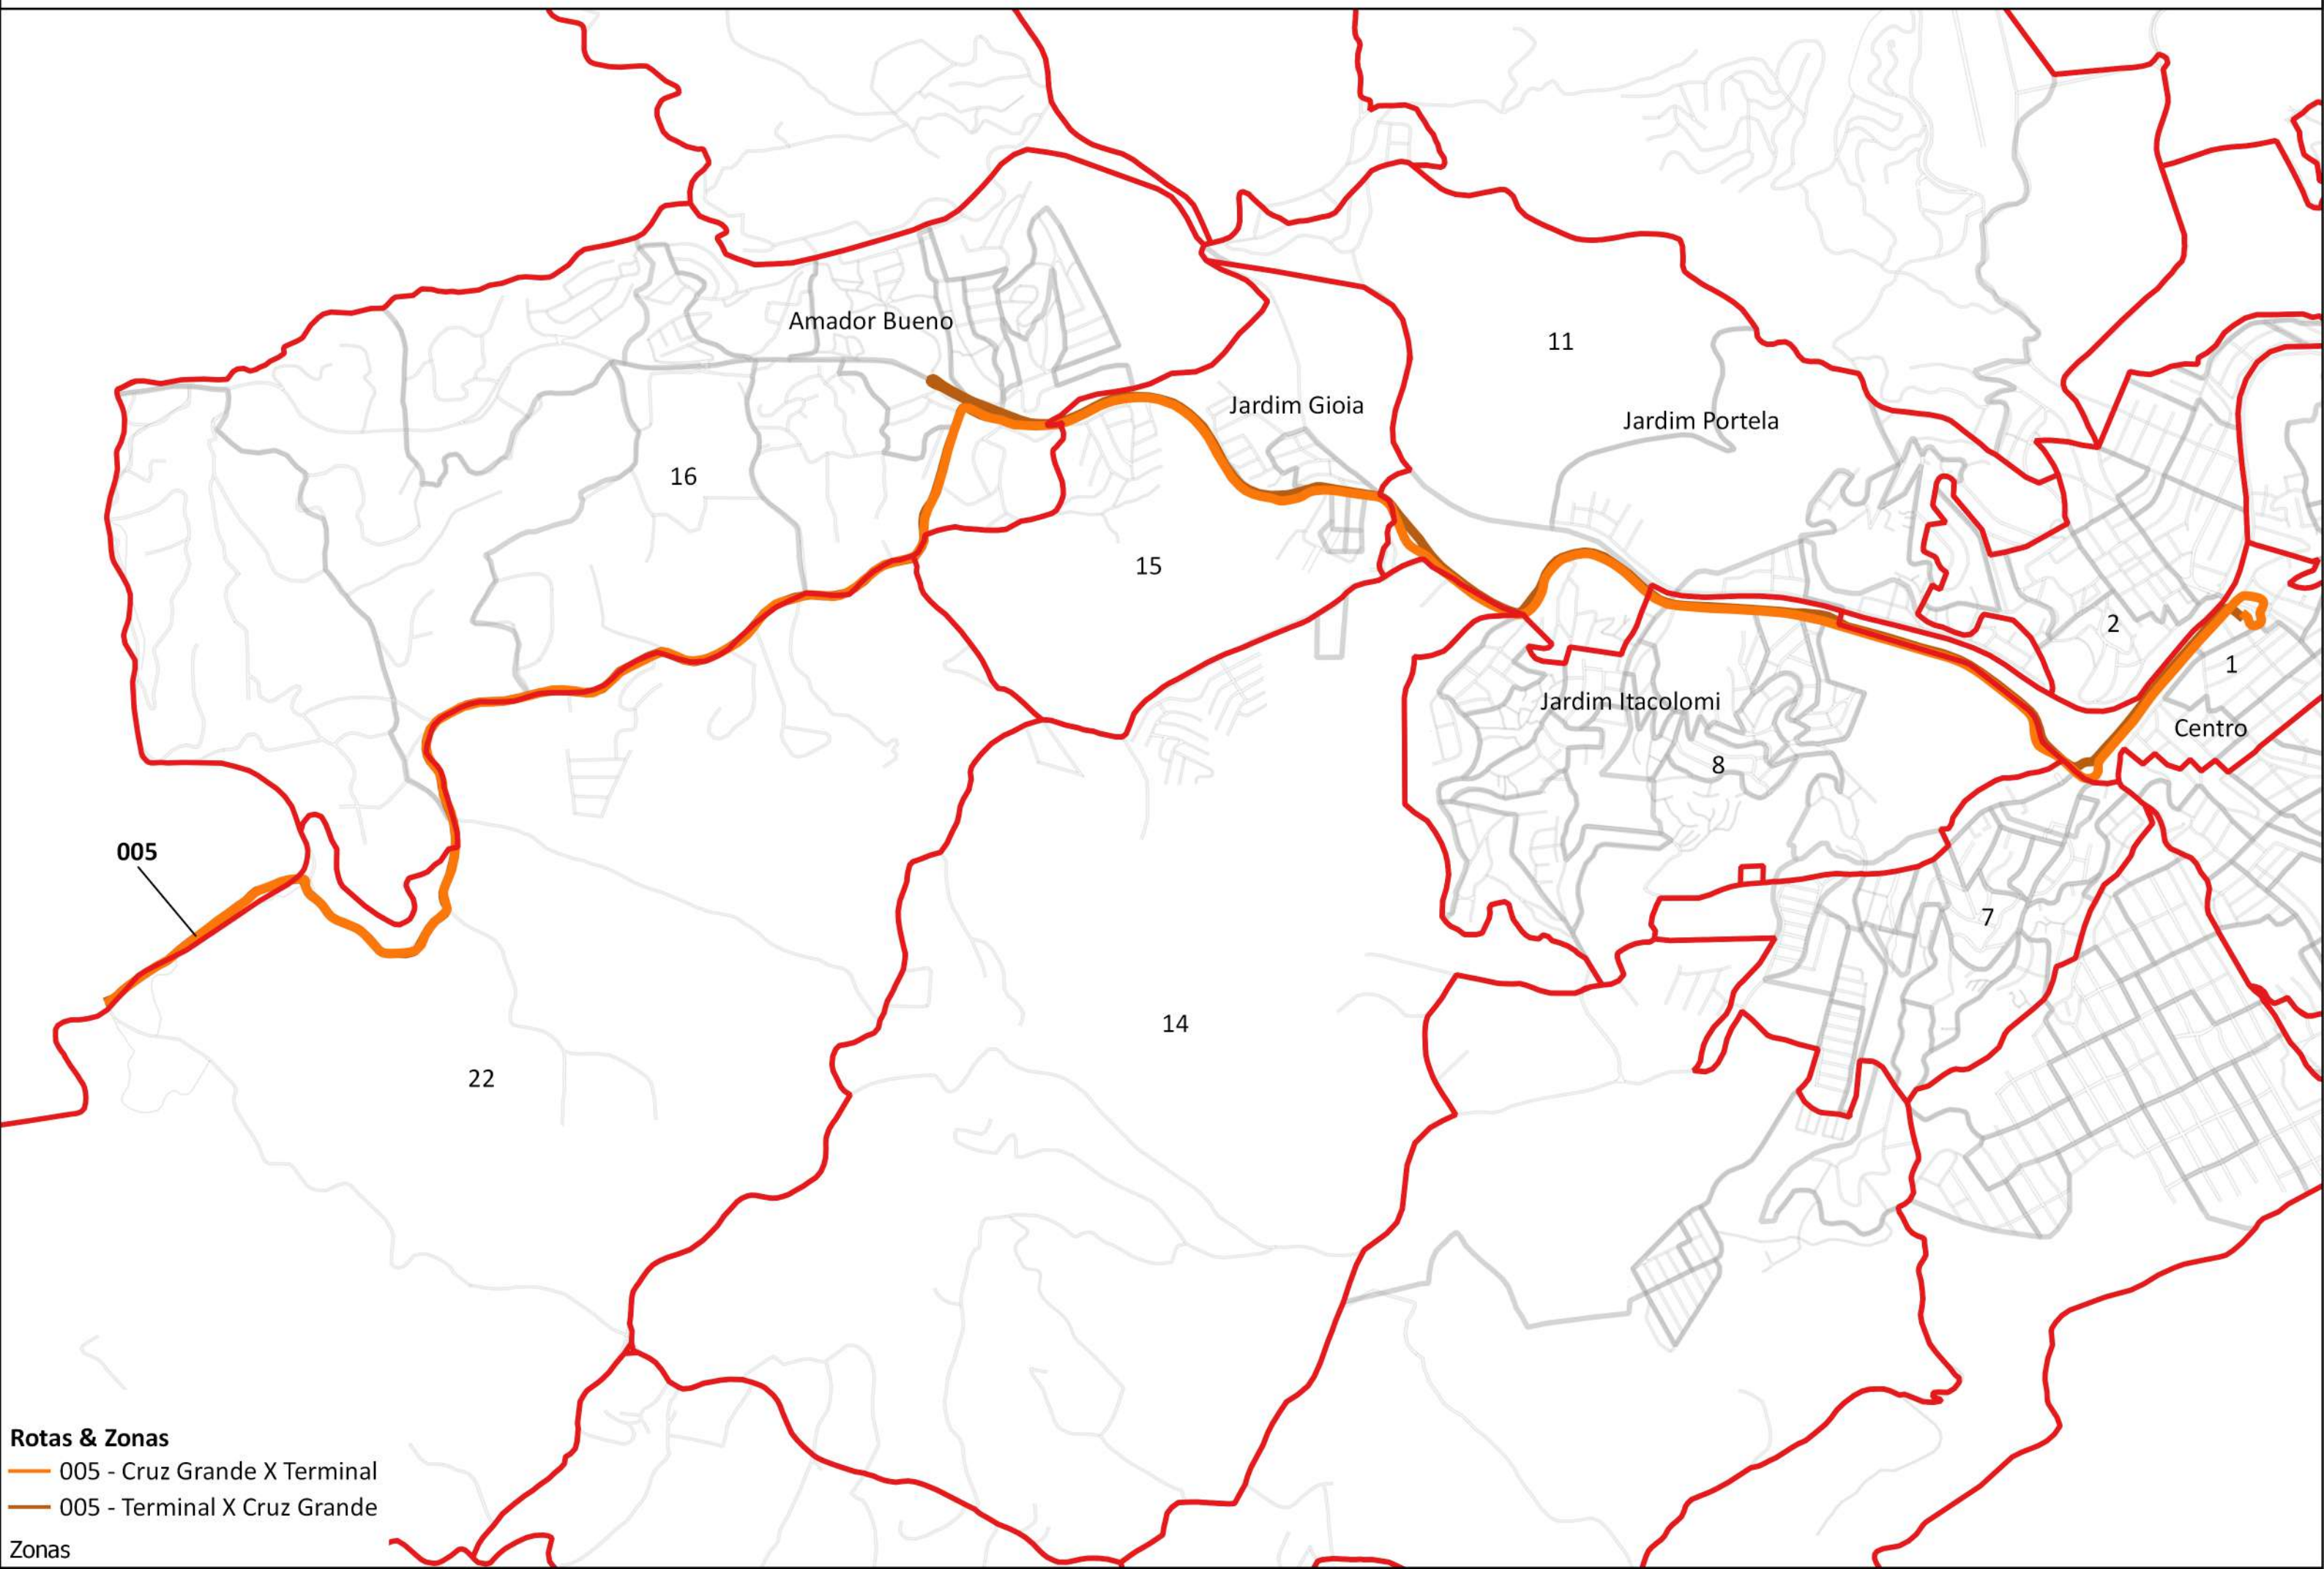 Amador Bueno
11
Jardim Gioia
Jardim Portela
16
15
2
1
Jardim Itacolomi
Centro
8
005
7
14
22
Rotas & Zonas
005 - Cruz Grande X Terminal
005 - Terminal X Cruz Grande
Zonas